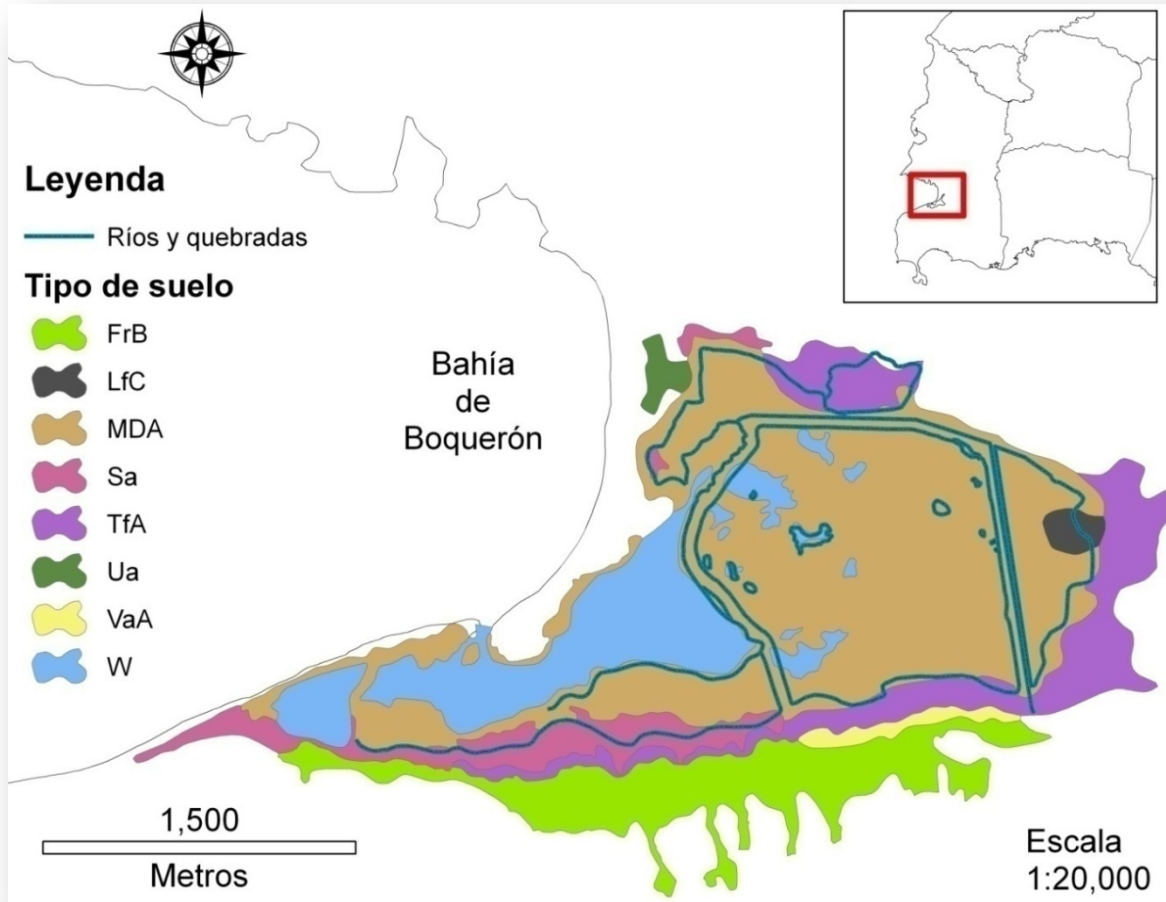 Leyenda
Ríos y quebradas
Tipo de suelo
FrB
LfC
MDA
Sa
TfA
Ua
VaA
W
Bahía
de
Boquerón
1,500
Metros
Escala
1:20,000